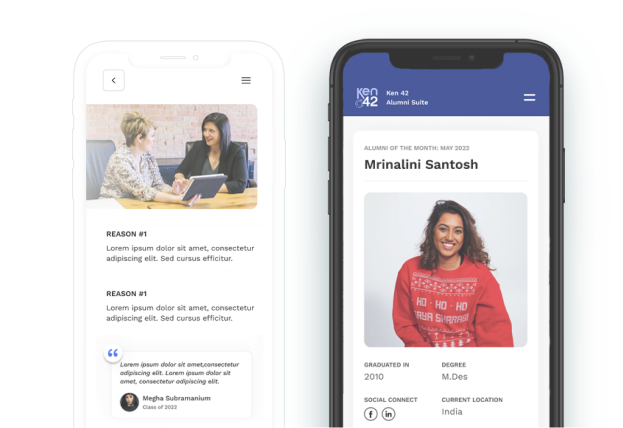 REASON #1
Lorem ipsum dolor sit amet, consectetur
adipiscing elit. Sed cursus efficitur.
REASON #1
Lorem ipsum dolor sit amet, consectetur
adipiscing elit. Sed cursus efficitur.
“
Lorem ipsum dolor sit amet,consectetur
adipiscing elit. Lorem ipsum dolor sit
amet, consectetur adipiscing elit.
Megha Subramanium
Class of 2022
Ken
42
Ken 42
Alumni Suite
ALUMNI OF THE MONTH: MAY 2022
Mrinalini Santosh
HO - HO - HO
GRADUATED IN
2010
DEGREE
M.Des
SOCIAL CONNECT
f in
CURRENT LOCATION
India